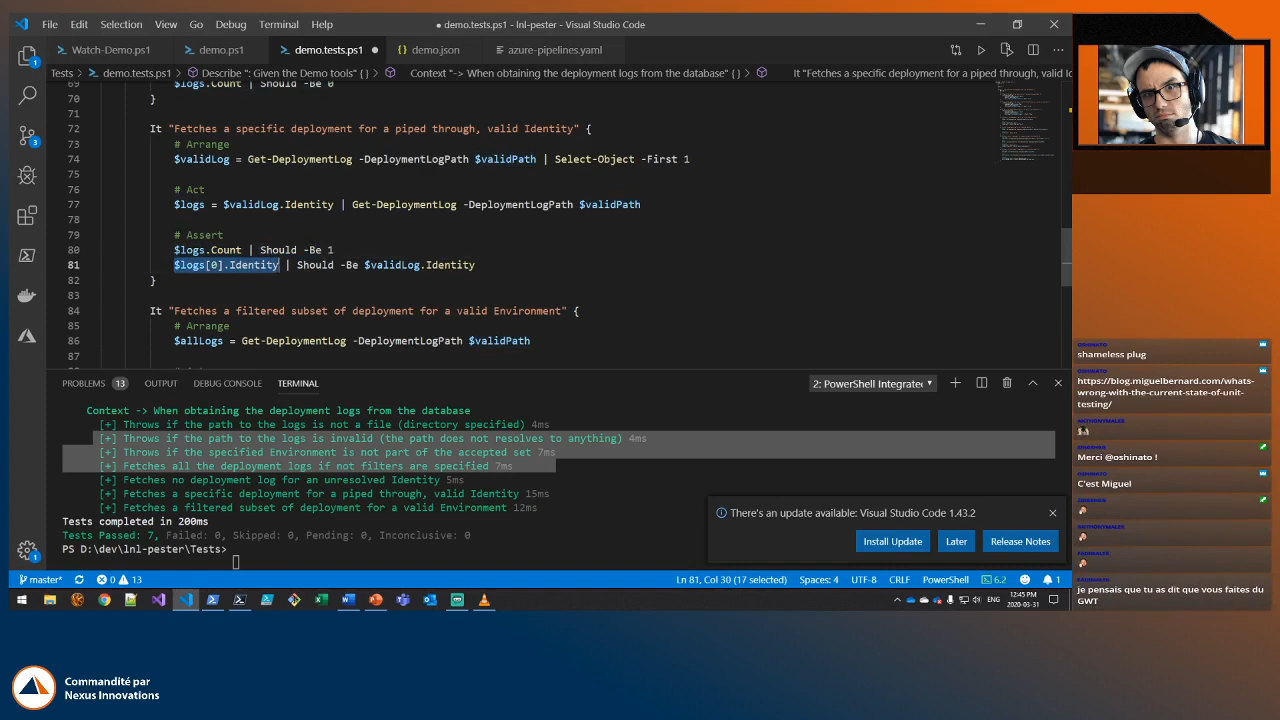 File Edit Selection View Go Debug Terminal Help
● demo.tests.ps1 - lnl-pester - Visual Studio Code
Watch-Demo.ps1
demo.ps1
demo.tests.ps1 ●
demo.json
azure-pipelines.yaml
Tests > demo.tests.ps1 > Describe ": Given the Demo tools" { } > Context "-> When obtaining the deployment logs from the database" { } > It "Fetches a specific deployment for a piped through, valid Id
69 $logs.Count | Should -Be 0
70 }
71
72 It "Fetches a specific deployment for a piped through, valid Identity" {
73 # Arrange
74 $validLog = Get-DeploymentLog -DeploymentLogPath $validPath | Select-Object -First 1
75
76 # Act
77 $logs = $validLog.Identity | Get-DeploymentLog -DeploymentLogPath $validPath
78
79 # Assert
80 $logs.Count | Should -Be 1
81 $logs[0].Identity | Should -Be $validLog.Identity
82 }
83
84 It "Fetches a filtered subset of deployment for a valid Environment" {
85 # Arrange
86 $allLogs = Get-DeploymentLog -DeploymentLogPath $validPath
87
PROBLEMS 13 OUTPUT DEBUG CONSOLE TERMINAL
2: PowerShell Integrate
Context -> When obtaining the deployment logs from the database
[+] Throws if the path to the logs is not a file (directory specified) 4ms
[+] Throws if the path to the logs is invalid (the path does not resolves to anything) 4ms
[+] Throws if the specified Environment is not part of the accepted set 7ms
[+] Fetches all the deployment logs if not filters are specified 7ms
[+] Fetches no deployment log for an unresolved Identity 5ms
[+] Fetches a specific deployment for a piped through, valid Identity 15ms
[+] Fetches a filtered subset of deployment for a valid Environment 12ms
Tests completed in 200ms
Tests Passed: 7, Failed: 0, Skipped: 0, Pending: 0, Inconclusive: 0
PS D:\dev\lnl-pester\Tests>
There's an update available: Visual Studio Code 1.43.2
Install Update
Later
Release Notes
1
3
1
master* 0 13
Ln 81, Col 30 (17 selected) Spaces: 4 UTF-8 CRLF PowerShell 6.2 1
ENG
12:45 PM
2020-03-31
OSHINATO
shameless plug
OSHINATO
https://blog.miguelbernard.com/whats-
wrong-with-the-current-state-of-unit-
testing/
Merci @oshinato !
OSHINATO
C'est Miguel
je pensais que tu as dit que vous faites du
GWT
Commandité par
Nexus Innovations